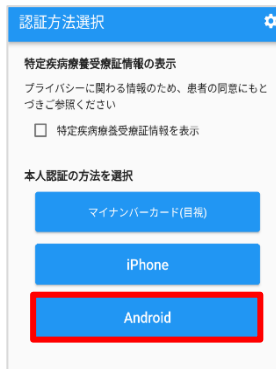 認証方法選択
特定疾病療養受療証情報の表示
プライバシーに関わる情報のため、患者の同意にもと
づきご参照ください
特定疾病療養受療証情報を表示
本人認証の方法を選択
マイナンバーカード(目視)
iPhone
Android